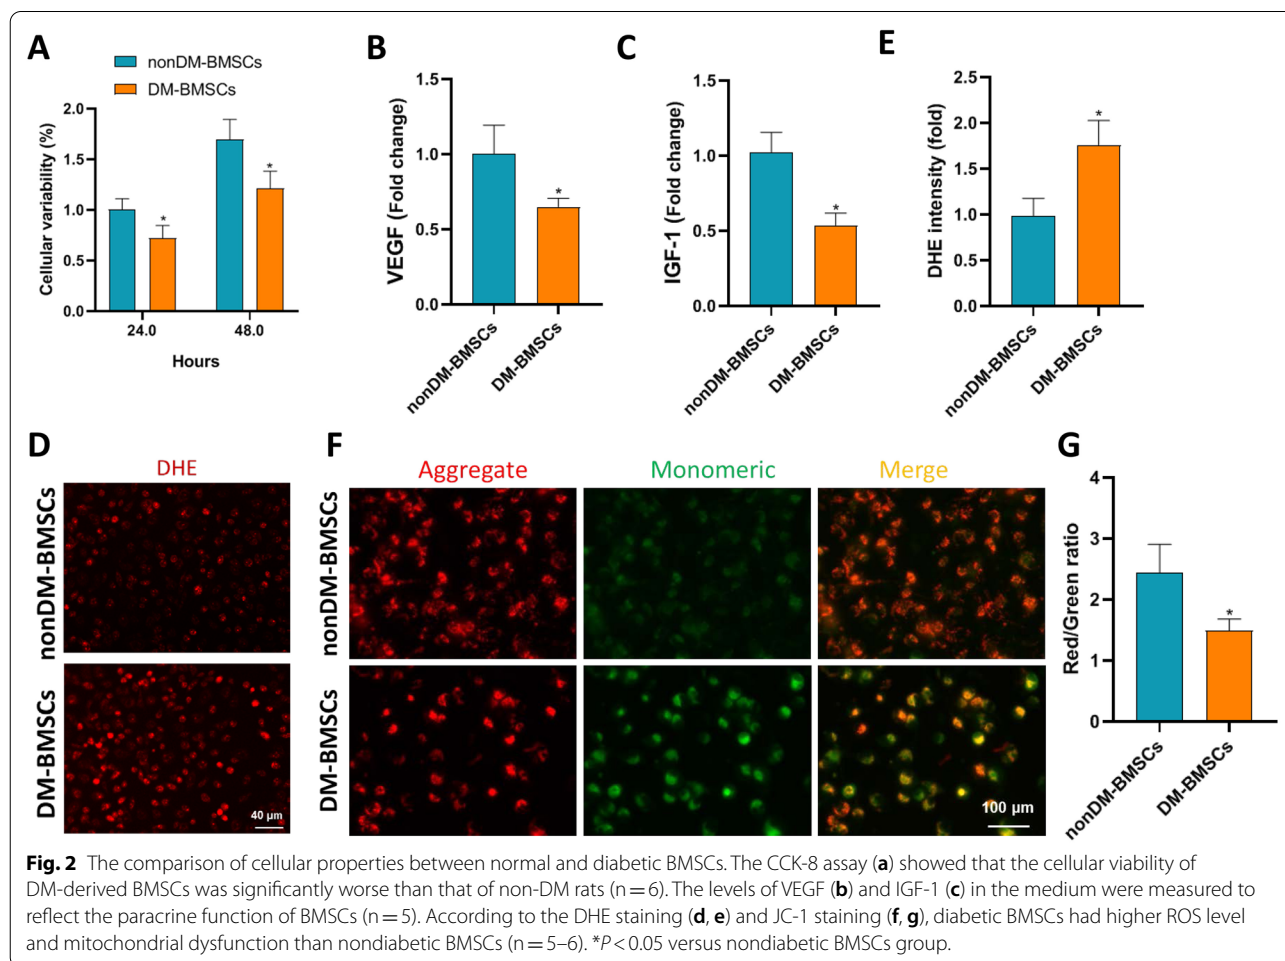 A
nonDM-BMSCs
DM-BMSCs
Cellular variability (%)
2.0
1.5
1.0
0.5
0.0
24.0 48.0
Hours
B
VEGF (Fold change)
1.5
1.0
0.5
0.0
nonDM-BMSCs
DM-BMSCs
*
C
IGF-1 (Fold change)
1.5
1.0
0.5
0.0
nonDM-BMSCs
DM-BMSCs
*
E
DHE intensity (fold)
2.5
2.0
1.5
1.0
0.5
0.0
nonDM-BMSCs
DM-BMSCs
*
D
DHE
nonDM-BMSCs
DM-BMSCs
40 µm
F
Aggregate Monomeric Merge
nonDM-BMSCs
DM-BMSCs
100 µm
G
Red/Green ratio
4
3
2
1
0
nonDM-BMSCs
DM-BMSCs
*
Fig. 2 The comparison of cellular properties between normal and diabetic BMSCs. The CCK-8 assay (a) showed that the cellular viability of
DM-derived BMSCs was significantly worse than that of non-DM rats (n = 6). The levels of VEGF (b) and IGF-1 (c) in the medium were measured to
reflect the paracrine function of BMSCs (n = 5). According to the DHE staining (d, e) and JC-1 staining (f, g), diabetic BMSCs had higher ROS level
and mitochondrial dysfunction than nondiabetic BMSCs (n = 5–6). *P < 0.05 versus nondiabetic BMSCs group.